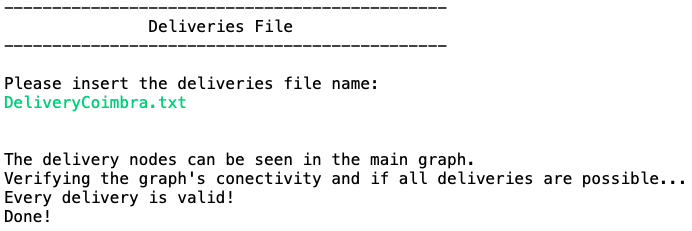 ----------------------------------------------
Deliveries File
----------------------------------------------
Please insert the deliveries file name:
DeliveryCoimbra.txt
The delivery nodes can be seen in the main graph.
Verifying the graph's conectivity and if all deliveries are possible...
Every delivery is valid!
Done!